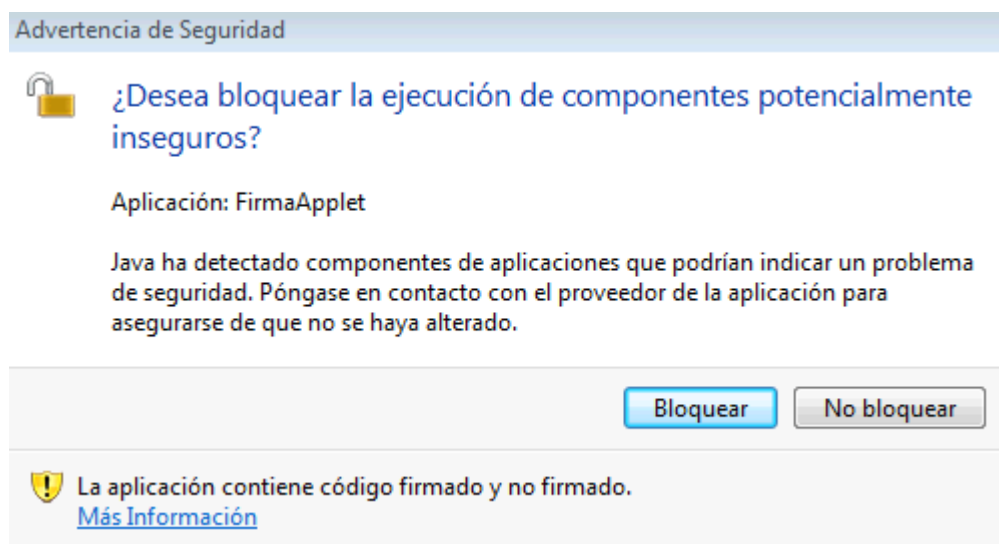 Advertencia de Seguridad
¿Desea bloquear la ejecución de componentes potencialmente
inseguros?
Aplicación: FirmaApplet
Java ha detectado componentes de aplicaciones que podrían indicar un problema
de seguridad. Póngase en contacto con el proveedor de la aplicación para
asegurarse de que no se haya alterado.
Bloquear
No bloquear
La aplicación contiene código firmado y no firmado.
Más Información